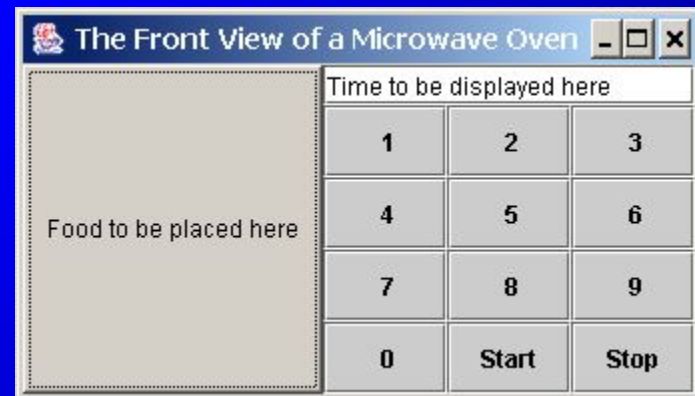 The Front View of a Microwave Oven
Food to be placed here
Time to be displayed here
1 2 3
4 5 6
7 8 9
0 Start Stop